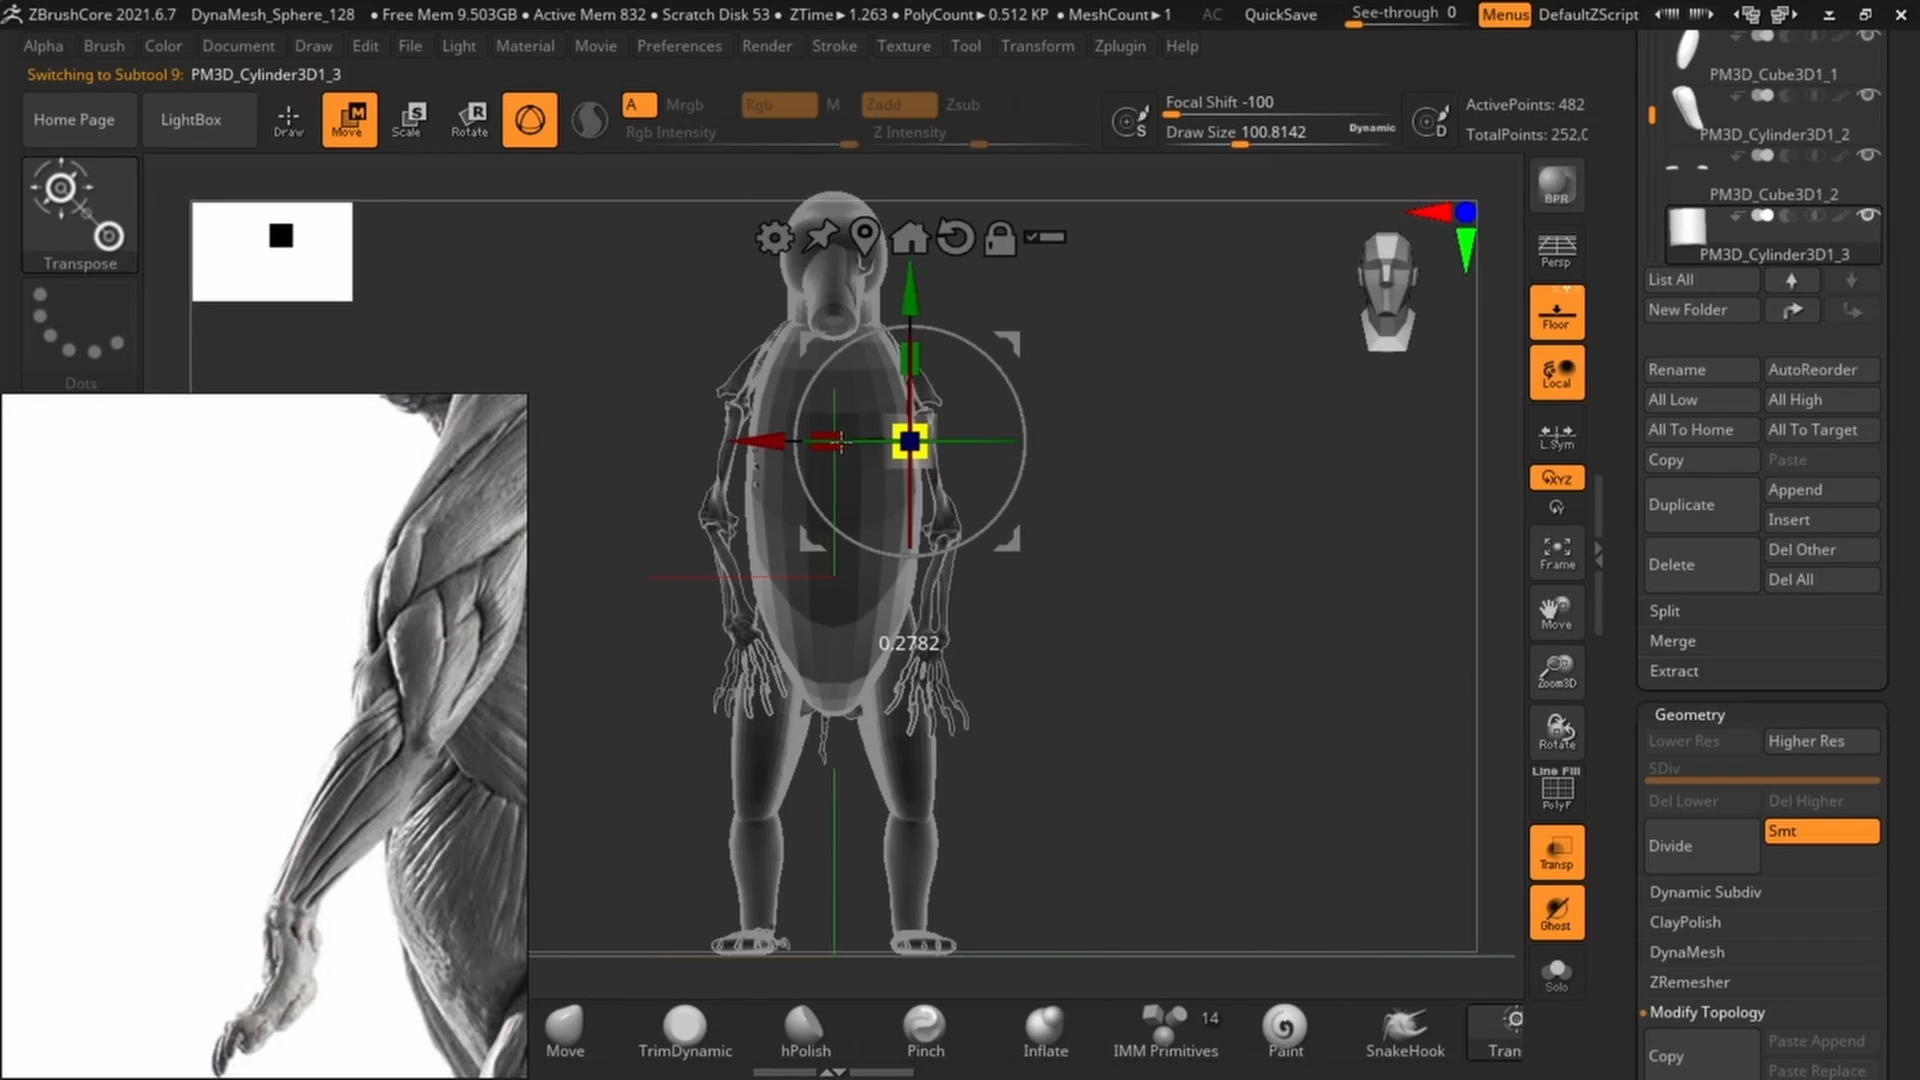 ZBrushCore 2021.6.7 DynaMesh_Sphere_128 • Free Mem 9.503GB • Active Mem 832 • Scratch Disk 53 • ZTime▸1.263 • PolyCount▸0.512 KP • MeshCount▸1 AC QuickSave See-through 0 Menus DefaultZScript
Alpha Brush Color Document Draw Edit File Light Material Movie Preferences Render Stroke Texture Tool Transform Zplugin Help
Switching to Subtool 9: PM3D_Cylinder3D1_3
Home Page LightBox Draw Move Scale Rotate
A Mrgb Rgb M Zadd Zsub
Rgb Intensity Z Intensity
Focal Shift -100
Draw Size 100.8142 Dynamic
S
D
ActivePoints: 482
TotalPoints: 252,0
Transpose
Dots
0.2782
BPR
Persp
Floor
Local
L.Sym
XYZ
Y
Frame
Move
Zoom3D
Rotate
Line Fill
PolyF
Transp
Ghost
Solo
PM3D_Cube3D1_1
PM3D_Cylinder3D1_2
PM3D_Cube3D1_2
PM3D_Cylinder3D1_3
List All
New Folder
Rename AutoReorder
All Low All High
All To Home All To Target
Copy Paste
Duplicate Append
Insert
Delete Del Other
Del All
Split
Merge
Extract
Geometry
Lower Res Higher Res
SDiv
Del Lower Del Higher
Divide Smt
Dynamic Subdiv
ClayPolish
DynaMesh
ZRemesher
Modify Topology
Copy Paste Append
Paste Replace
Move TrimDynamic hPolish Pinch Inflate IMM Primitives 14 Paint SnakeHook Tran